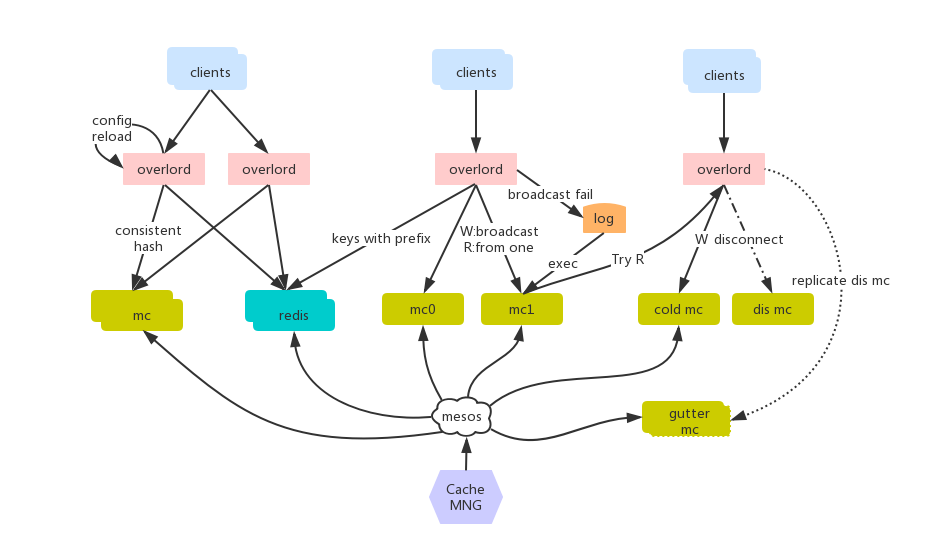 clients
clients
clients
config
reload
overlord
overlord
overlord
overlord
broadcast fail
log
consistent
hash
keys with prefix
W:broadcast
R:from one
exec
Try R
W
disconnect
replicate dis mc
mc
redis
mc0
mc1
cold mc
dis mc
mesos
gutter
mc
Cache
MNG